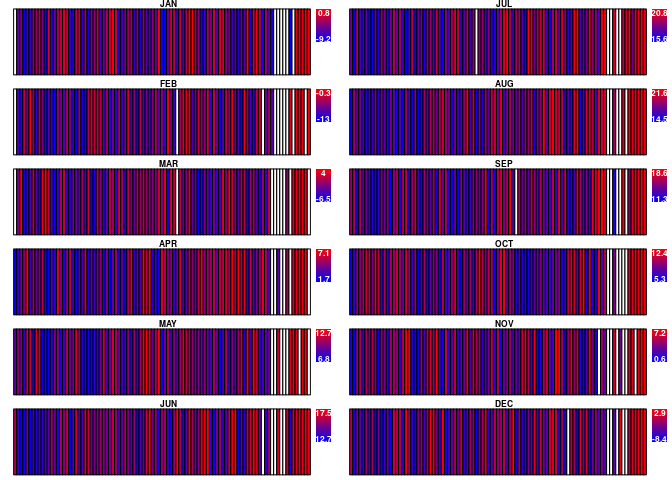 JAN
0.8
-9.2
FEB
-0.3
-13
MAR
4
-6.5
APR
7.1
1.7
MAY
12.7
6.8
JUN
17.5
12.7
JUL
20.8
15.6
AUG
21.6
14.5
SEP
18.6
11.3
OCT
12.4
5.3
NOV
7.2
0.6
DEC
2.9
-8.4